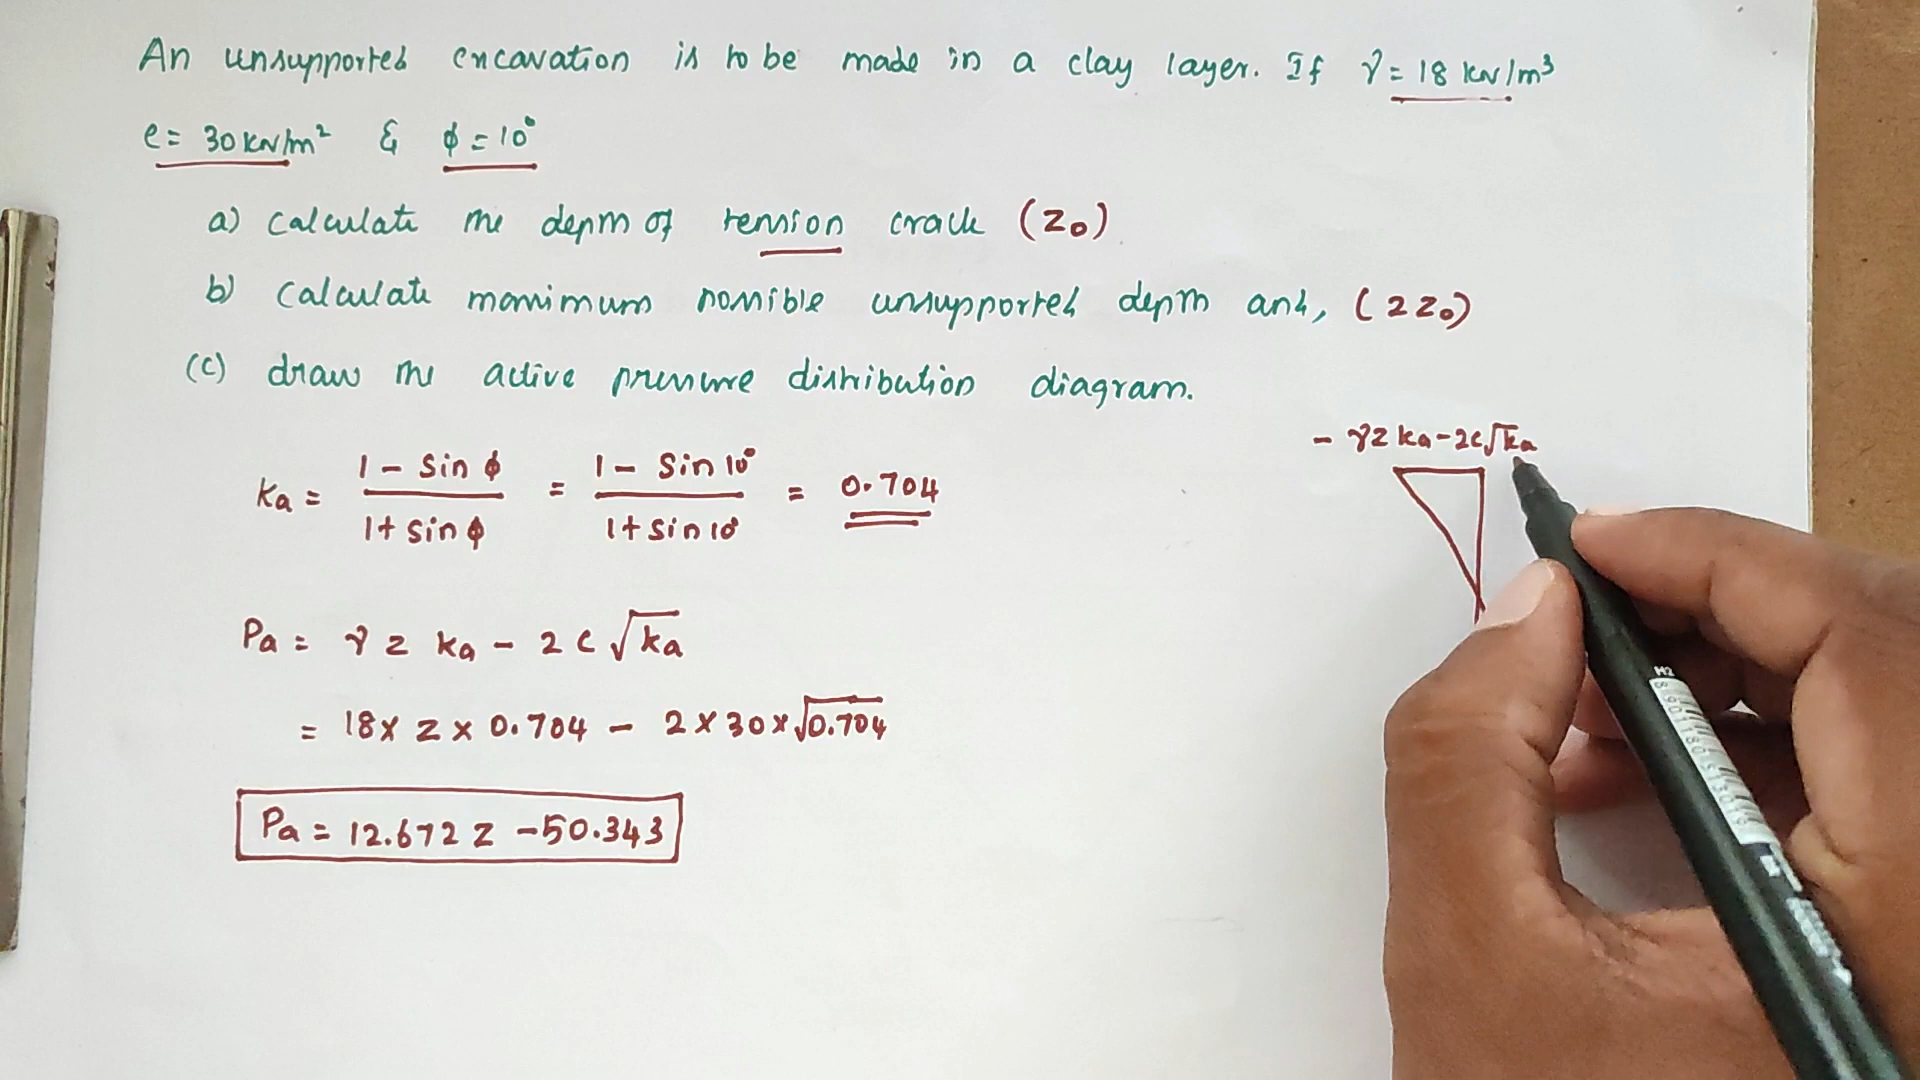 An unsupported excavation is to be made in a clay layer. If γ = 18 kN/m³
c = 30 kN/m² & ϕ = 10°
a) calculate the depth of tension crack (Z₀)
b) calculate maximum possible unsupported depth and, (2Z₀)
(c) draw the active pressure distribution diagram.
- γz ka - 2c√ka
ka = (1 - sin ϕ)/(1 + sin ϕ) = (1 - sin 10°)/(1 + sin 10°) = 0.704
Pa = γ z ka - 2c√ka
= 18 x z x 0.704 - 2 x 30 x √0.704
Pa = 12.672 z - 50.343